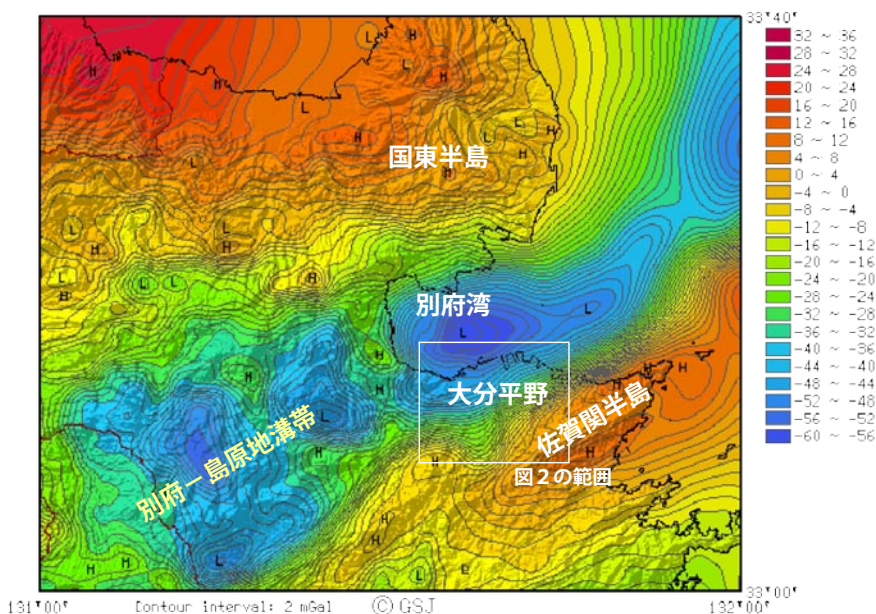 33°40'
32 ~ 36
28 ~ 32
24 ~ 28
20 ~ 24
16 ~ 20
12 ~ 16
8 ~ 12
4 ~ 8
0 ~ 4
-4 ~ 0
-8 ~ -4
-12 ~ -8
-16 ~ -12
-20 ~ -16
-24 ~ -20
-28 ~ -24
-32 ~ -28
-36 ~ -32
-40 ~ -36
-44 ~ -40
-48 ~ -44
-52 ~ -48
-56 ~ -52
-60 ~ -56
国東半島
別府湾
大分平野
佐賀関半島
別府－島原地溝帯
図２の範囲
33°00'
131°00' Contour interval: 2 mGal © GSJ 132°00'